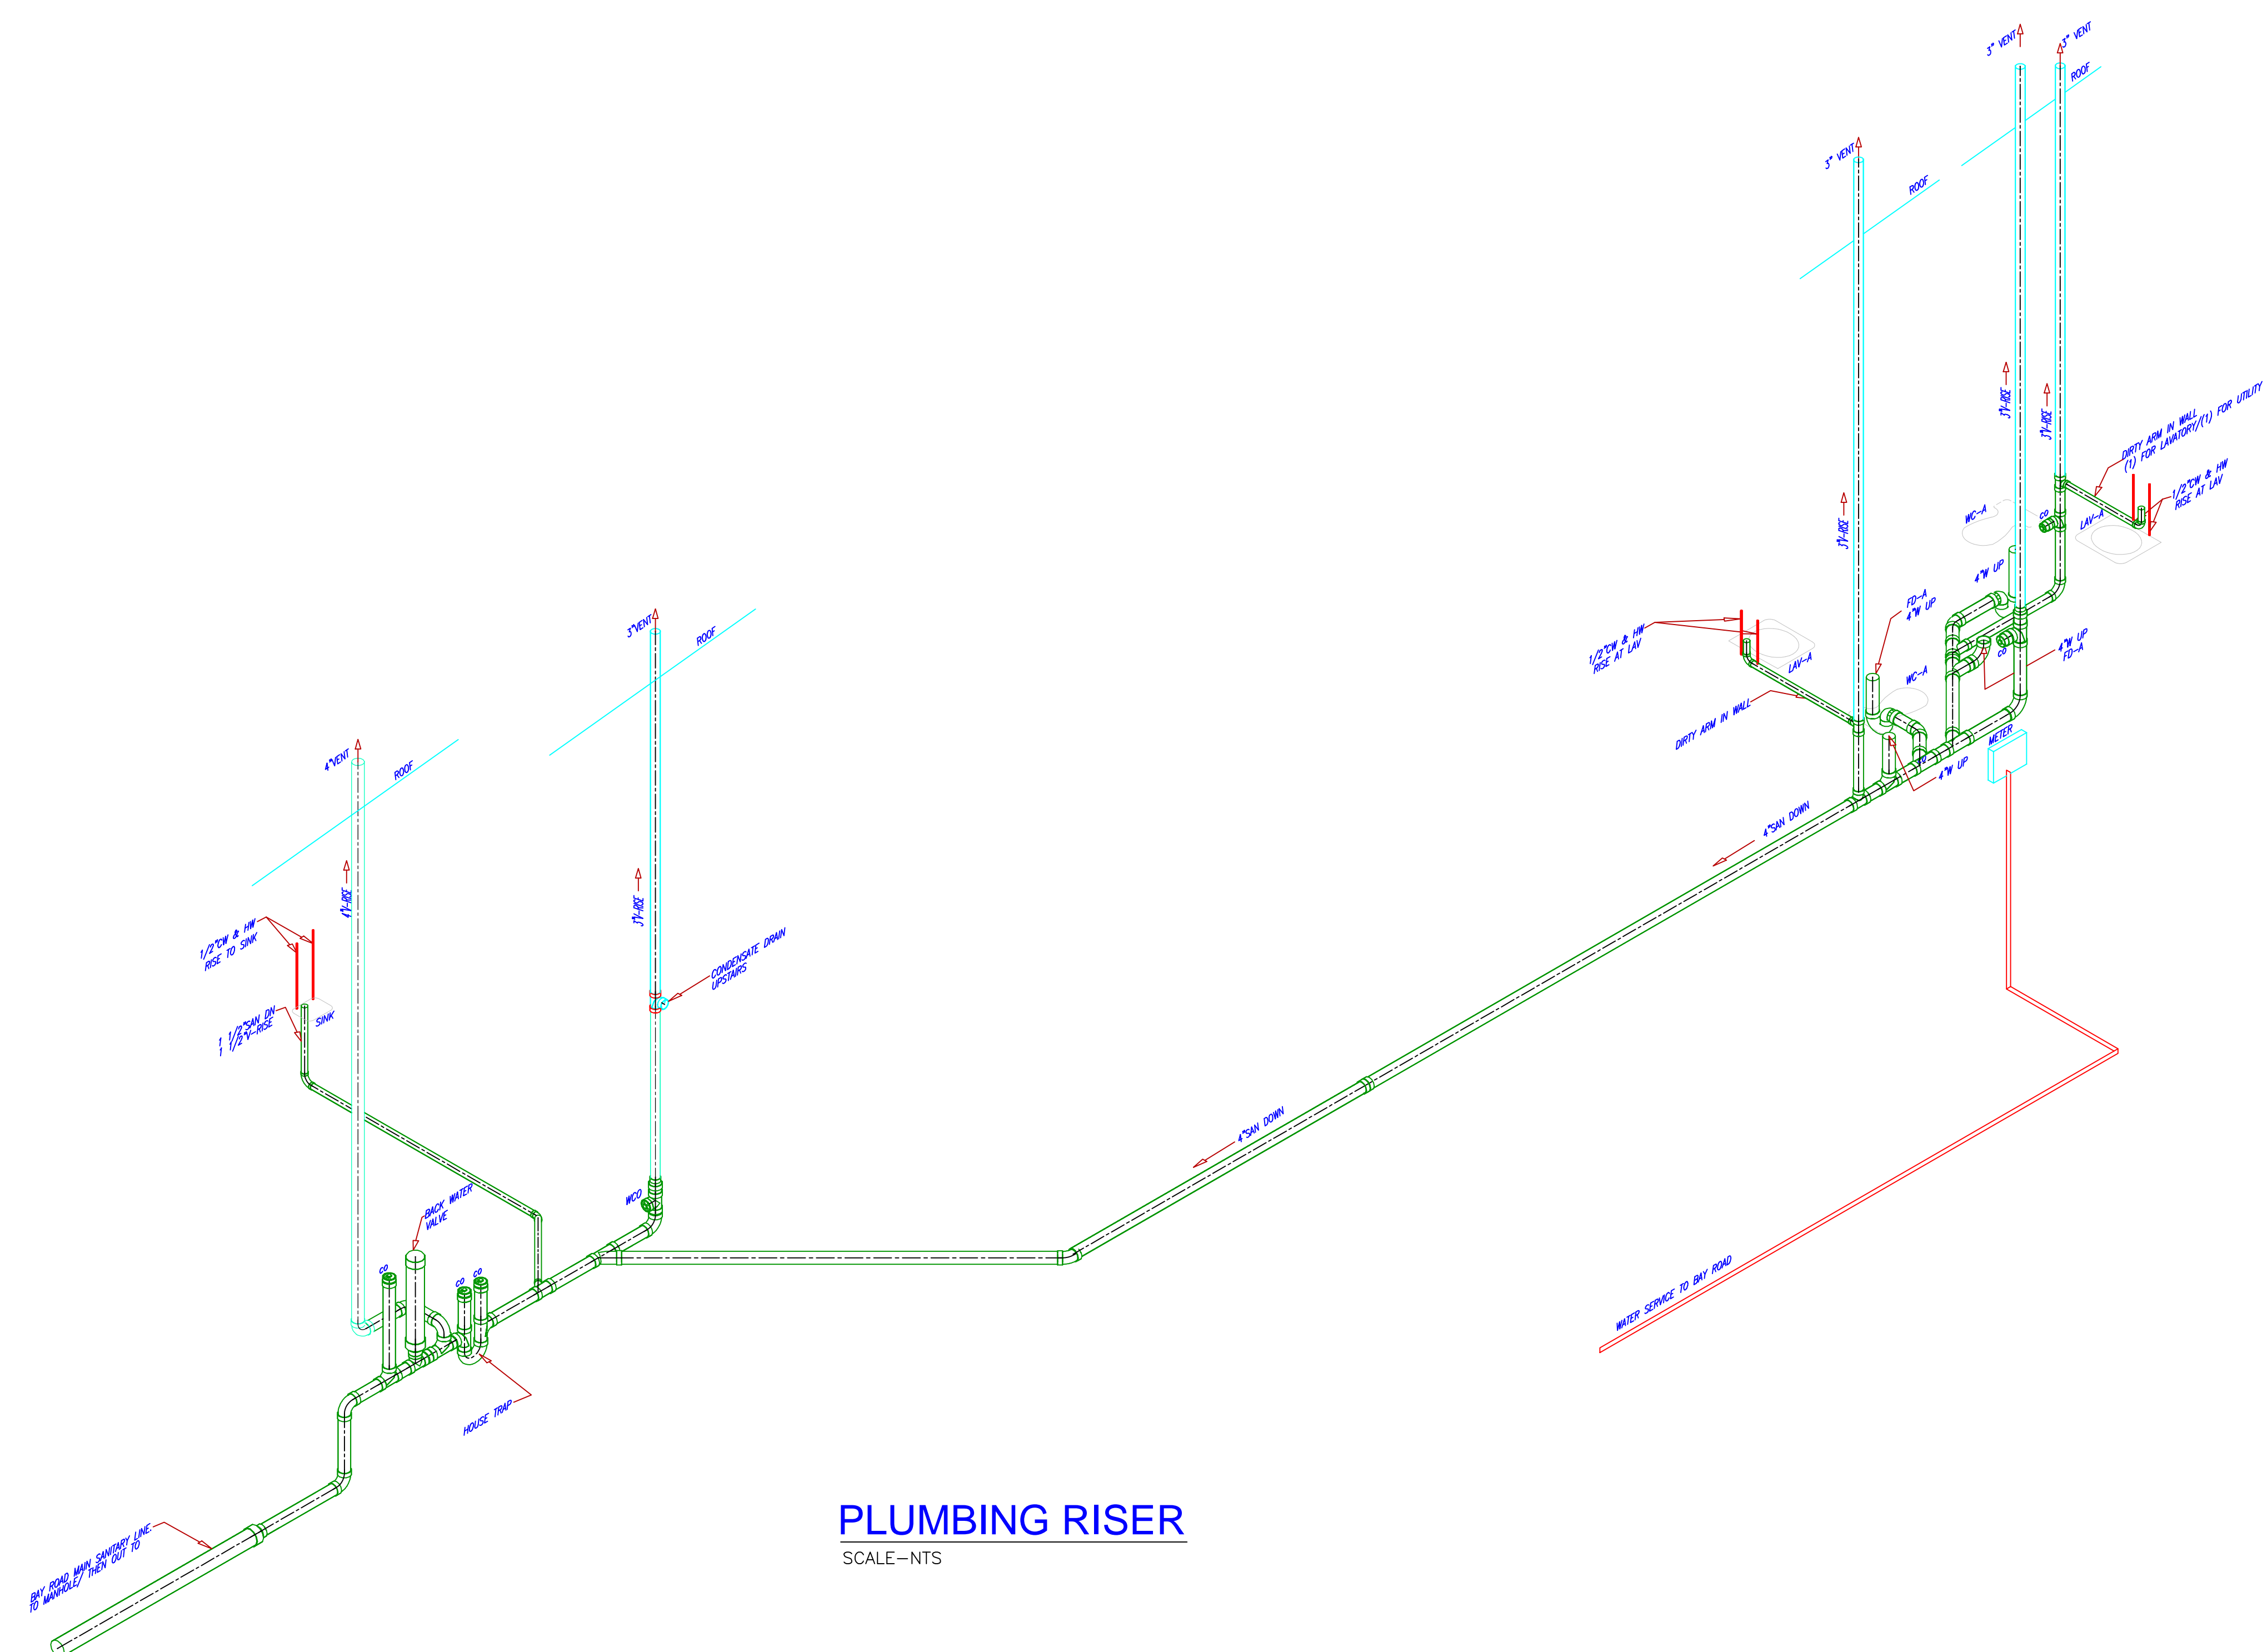 3" VENT
3" VENT
ROOF
3" VENT
ROOF
3"V-RISE
3"V-RISE
3"V-RISE
DIRTY ARM IN WALL
(1) FOR LAVATORY/(1) FOR UTILITY
1/2"CW & HW
RISE AT LAV
WC-A
CO
LAV-A
4"W UP
FD-A
4"W UP
1/2"CW & HW
RISE AT LAV
LAV-A
WC-A
CO
4"W UP
FD-A
DIRTY ARM IN WALL
METER
4"W UP
4"SAN DOWN
3"VENT
ROOF
4"VENT
ROOF
4"V-RISE
3"V-RISE
1/2"CW & HW
RISE TO SINK
CONDENSATE DRAIN
UPSTAIRS
1 1/2"SAN DN
1 1/2"V-RISE
SINK
4"SAN DOWN
WCO
BACK WATER
VALVE
CO
CO
CO
WATER SERVICE TO BAY ROAD
HOUSE TRAP
BAY ROAD MAIN SANITARY LINE.
TO MANHOLE/ THEN OUT TO
PLUMBING RISER
SCALE-NTS